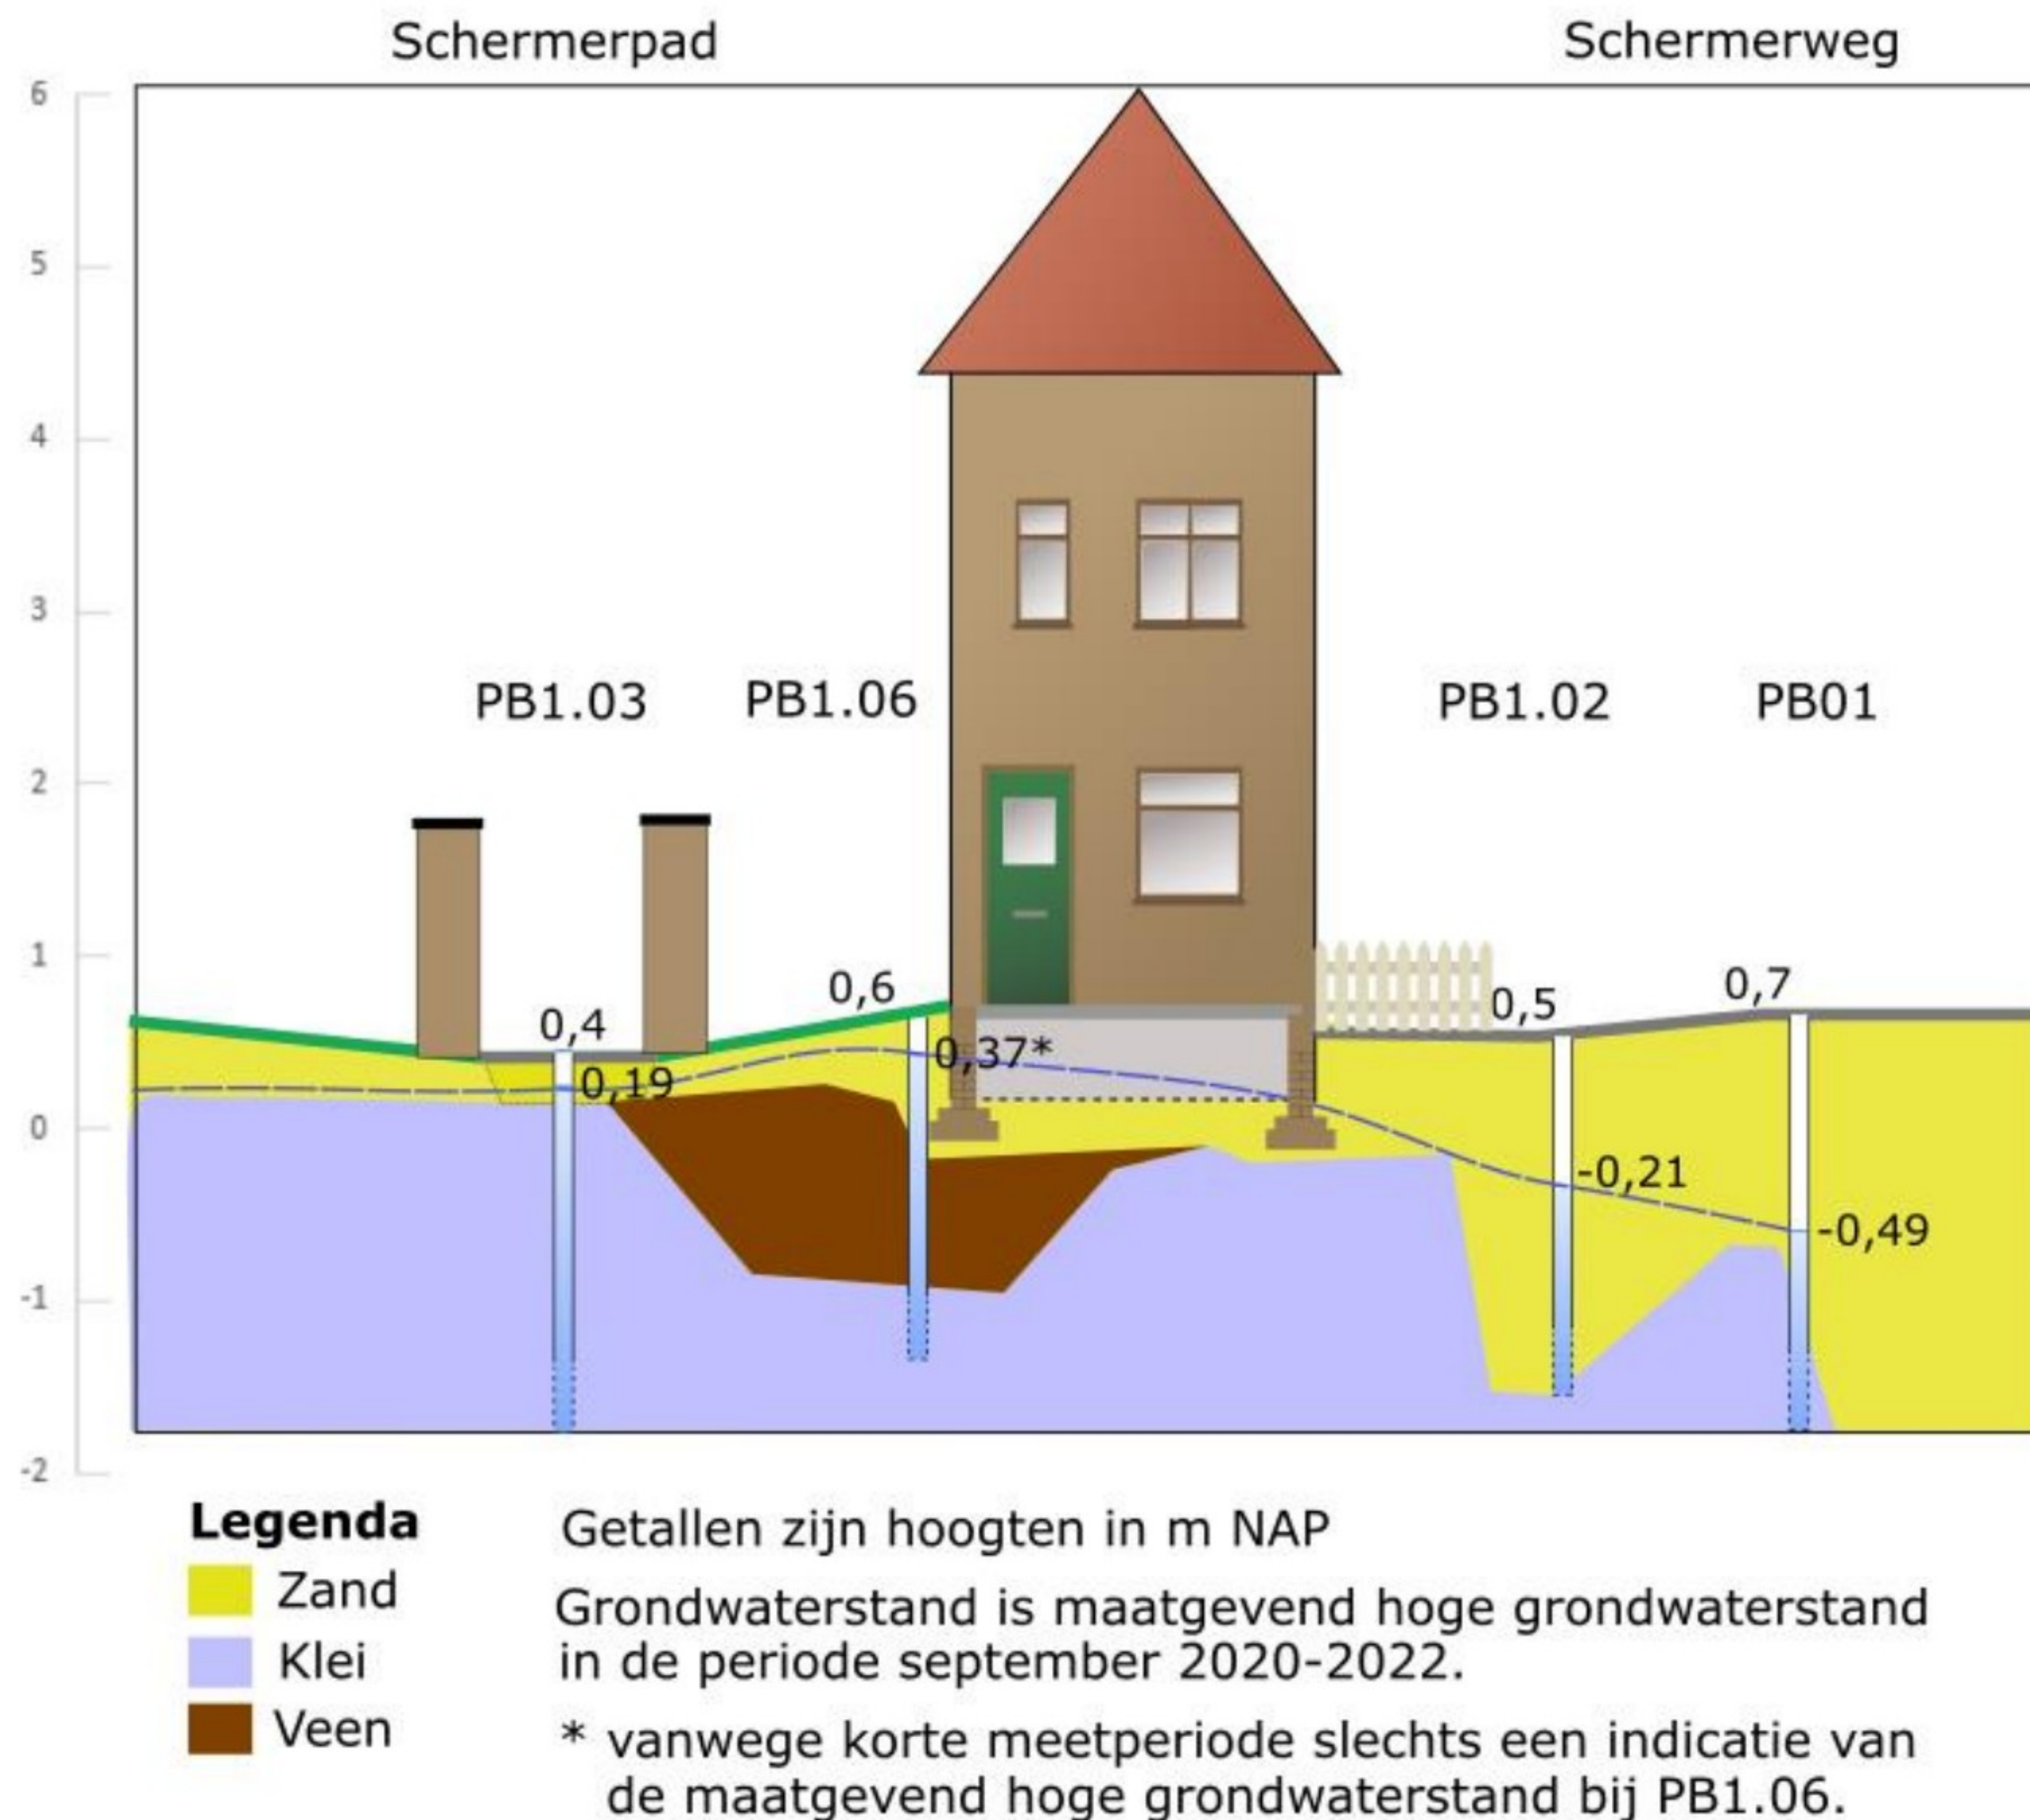 Schermerpad
Schermerweg
6
5
4
3
2
1
0
-1
-2
PB1.03
PB1.06
PB1.02
PB01
0,4
0,6
0,5
0,7
0,19
0,37*
-0,21
-0,49
Legenda
Zand
Klei
Veen
Getallen zijn hoogten in m NAP
Grondwaterstand is maatgevend hoge grondwaterstand
in de periode september 2020-2022.
* vanwege korte meetperiode slechts een indicatie van
de maatgevend hoge grondwaterstand bij PB1.06.